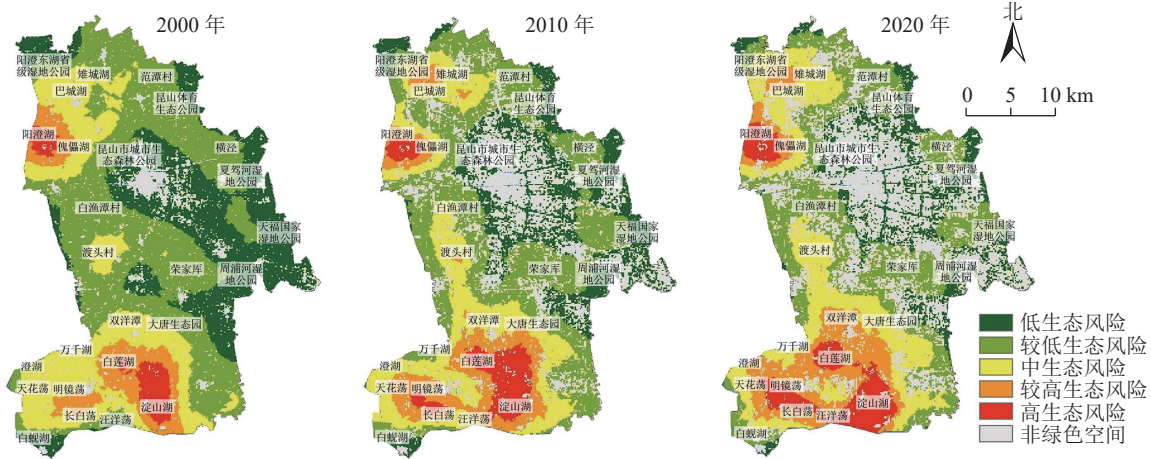 2000 年
阳澄东湖省
级湿地公园
雉城湖
范潭村
巴城湖
昆山体育
生态公园
阳澄湖
傀儡湖
昆山市城市生
态森林公园
横泾
夏驾河湿
地公园
白渔潭村
天福国家
湿地公园
渡头村
荣家厍
周浦河湿
地公园
双洋潭
大唐生态园
万千湖
澄湖
白莲湖
天花荡
明镜荡
长白荡
汪洋荡
淀山湖
白蚬湖
2010 年
阳澄东湖省
级湿地公园
雉城湖
范潭村
巴城湖
昆山体育
生态公园
阳澄湖
傀儡湖
昆山市城市生
态森林公园
横泾
夏驾河湿
地公园
白渔潭村
天福国家
湿地公园
渡头村
荣家厍
周浦河湿
地公园
双洋潭
大唐生态园
万千湖
澄湖
白莲湖
天花荡
明镜荡
长白荡
汪洋荡
淀山湖
白蚬湖
2020 年
阳澄东湖省
级湿地公园
雉城湖
范潭村
巴城湖
昆山体育
生态公园
阳澄湖
傀儡湖
昆山市城市生
态森林公园
横泾
夏驾河湿
地公园
白渔潭村
天福国家
湿地公园
渡头村
荣家厍
周浦河湿
地公园
双洋潭
大唐生态园
万千湖
澄湖
白莲湖
天花荡
明镜荡
长白荡
汪洋荡
淀山湖
白蚬湖
北
0 5 10 km
低生态风险
较低生态风险
中生态风险
较高生态风险
高生态风险
非绿色空间